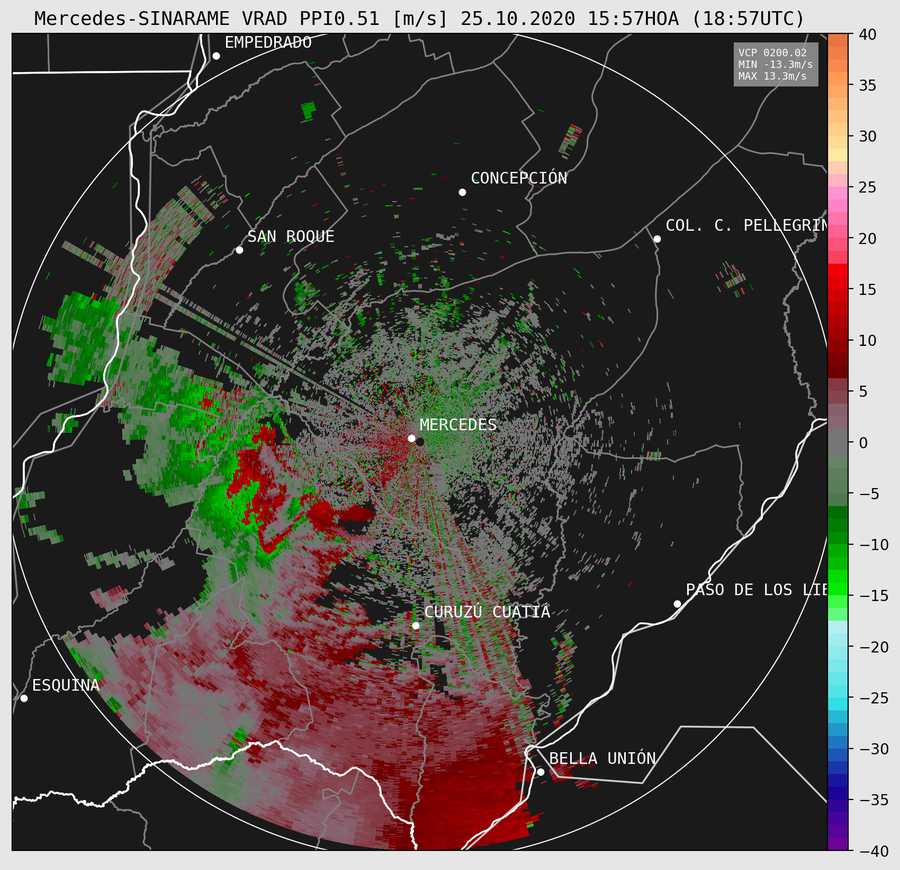 Mercedes-SINARAME VRAD PPI0.51 [m/s] 25.10.2020 15:57HOA (18:57UTC)
EMPEDRADO
VCP 0200.02
MIN -13.3m/s
MAX 13.3m/s
CONCEPCIÓN
SAN ROQUE
COL. C. PELLEGRIN
MERCEDES
PASO DE LOS LIB
CURUZÚ CUATIÁ
ESQUINA
BELLA UNIÓN
40
35
30
25
20
15
10
5
0
−5
−10
−15
−20
−25
−30
−35
−40